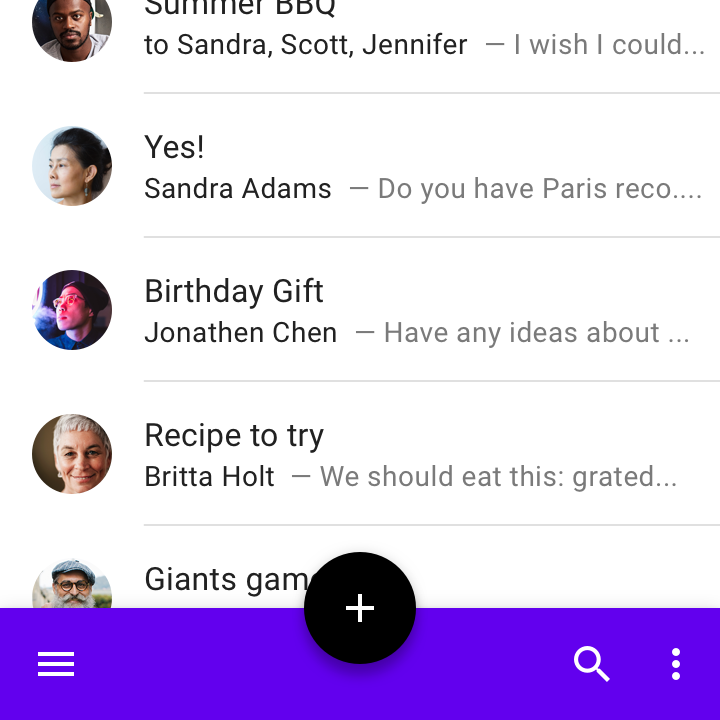 Summer BBQ
to Sandra, Scott, Jennifer — I wish I could...
Yes!
Sandra Adams — Do you have Paris reco....
Birthday Gift
Jonathen Chen — Have any ideas about ...
Recipe to try
Britta Holt — We should eat this: grated...
Giants gam